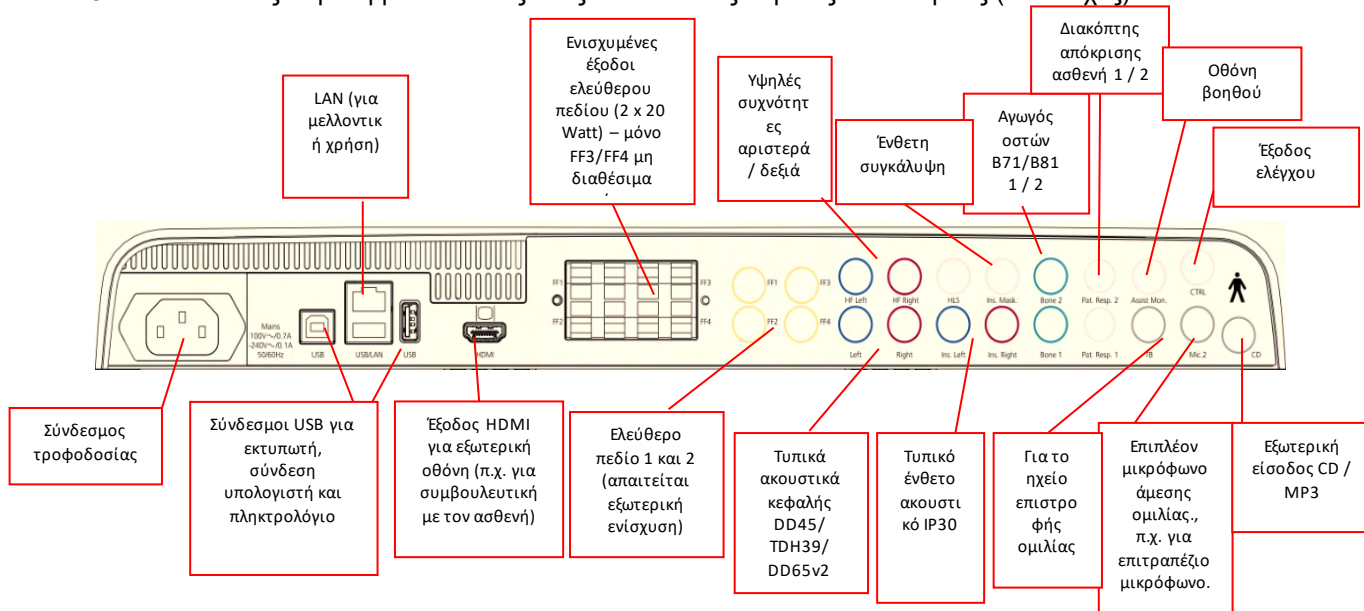 Ενισχυμένες
έξοδοι
ελεύθερου
πεδίου (2 x 20
Watt) – μόνο
FF3/FF4 μη
διαθέσιμα
LAN (για
μελλοντικ
ή χρήση)
Υψηλές
συχνότητ
ες
αριστερά
/ δεξιά
Ένθετη
συγκάλυψη
Αγωγός
οστών
B71/B81
1 / 2
Διακόπτης
απόκρισης
ασθενή 1 / 2
Οθόνη
βοηθού
Έξοδος
ελέγχου
Mains
100V~/0.7A
-240V~/0.1A
50/60Hz
USB
USB/LAN
USB
HDMI
FF1
FF3
FF2
FF4
FF1
FF3
FF2
FF4
HF Left
HF Right
HLS
Ins. Mask.
Bone 2
Pat. Resp. 2
Assist Mon.
CTRL
Left
Right
Ins. Left
Ins. Right
Bone 1
Pat. Resp. 1
TB
Mic.2
CD
Σύνδεσμος
τροφοδοσίας
Σύνδεσμοι USB για
εκτυπωτή,
σύνδεση
υπολογιστή και
πληκτρολόγιο
Έξοδος HDMI
για εξωτερική
οθόνη (π.χ. για
συμβουλευτική
με τον ασθενή)
Ελεύθερο
πεδίο 1 και 2
(απαιτείται
εξωτερική
ενίσχυση)
Τυπικά
ακουστικά
κεφαλής
DD45/
TDH39/
DD65v2
Τυπικό
ένθετο
ακουστι
κό IP30
Για το
ηχείο
επιστρο
φής
ομιλίας
Επιπλέον
μικρόφωνο
άμεσης
ομιλίας.,
π.χ. για
επιτραπέζιο
μικρόφωνο.
Εξωτερική
είσοδος CD /
MP3